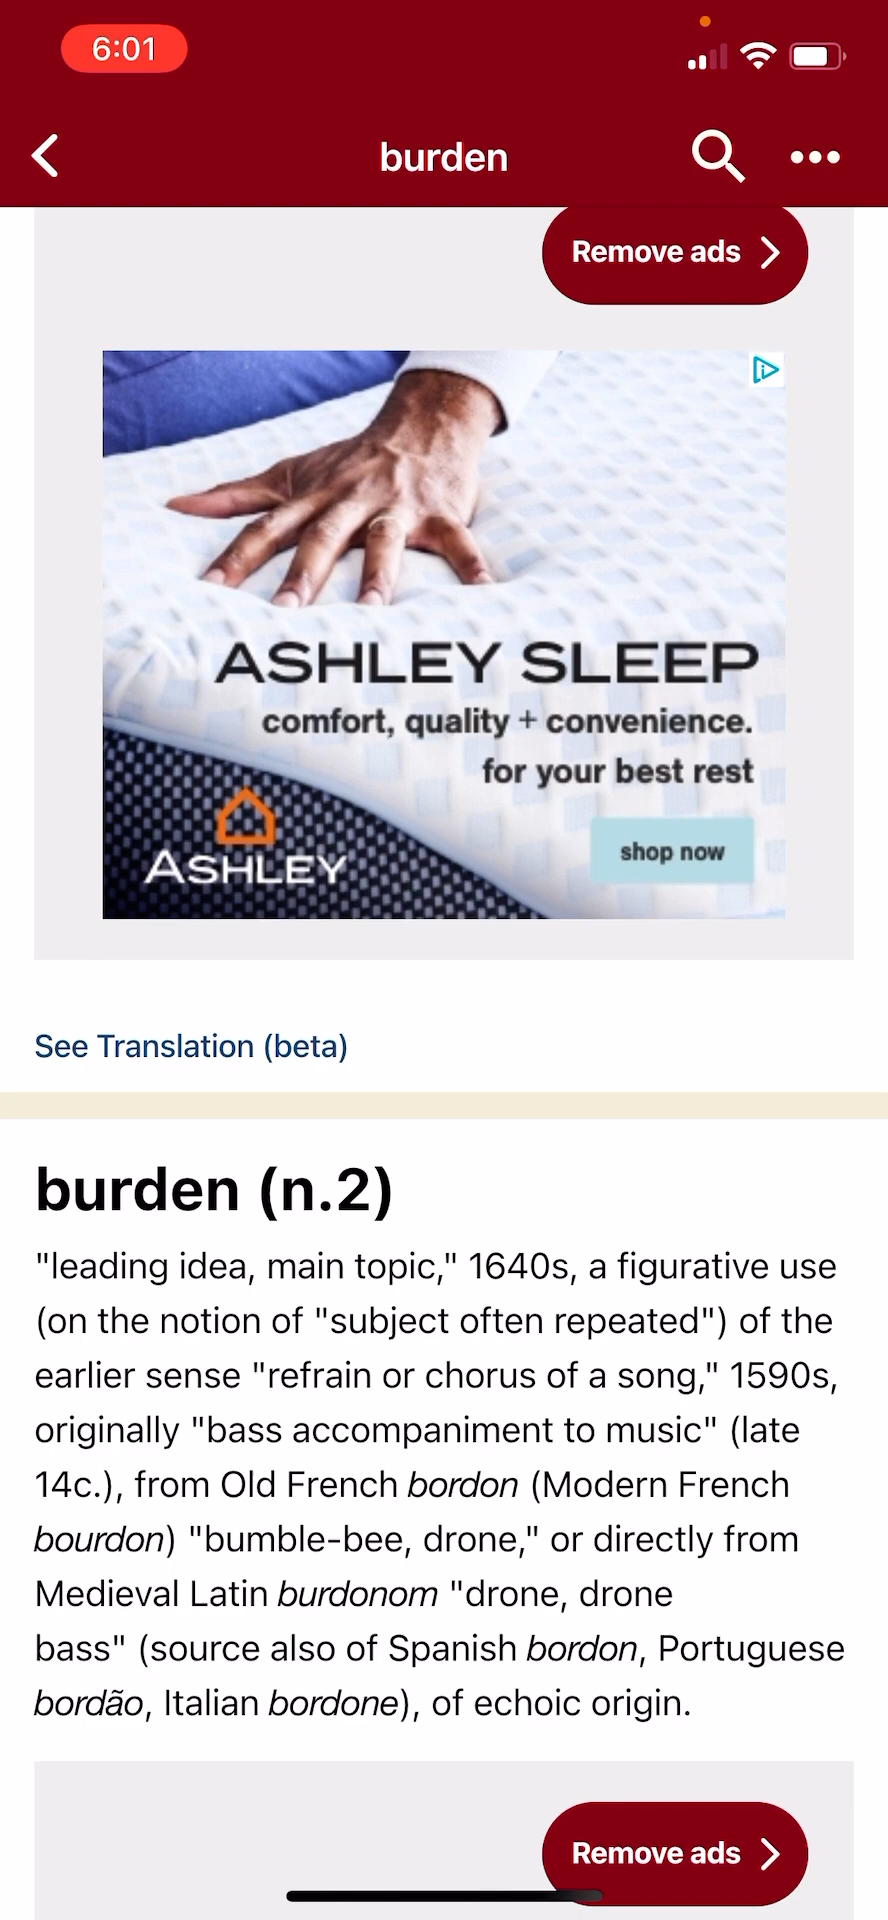 6:01
burden
Remove ads
ASHLEY SLEEP
comfort, quality + convenience.
for your best rest
ASHLEY
shop now
See Translation (beta)
burden (n.2)
"leading idea, main topic," 1640s, a figurative use
(on the notion of "subject often repeated") of the
earlier sense "refrain or chorus of a song," 1590s,
originally "bass accompaniment to music" (late
14c.), from Old French bordon (Modern French
bourdon) "bumble-bee, drone," or directly from
Medieval Latin burdonom "drone, drone
bass" (source also of Spanish bordon, Portuguese
bordão, Italian bordone), of echoic origin.
Remove ads